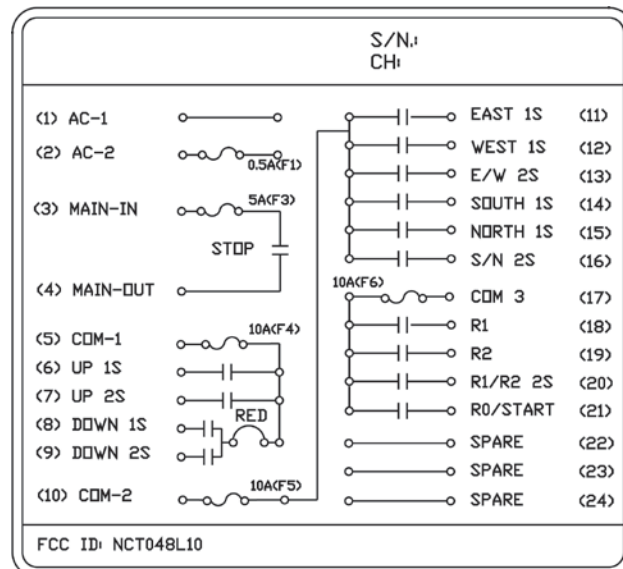 S/N.:
CH:
(1) AC-1
(2) AC-2
0.5A(F1)
(3) MAIN-IN
5A(F3)
STOP
(4) MAIN-OUT
(5) COM-1
10A(F4)
(6) UP 1S
(7) UP 2S
(8) DOWN 1S
RED
(9) DOWN 2S
(10) COM-2
10A(F5)
EAST 1S (11)
WEST 1S (12)
E/W 2S (13)
SOUTH 1S (14)
NORTH 1S (15)
S/N 2S (16)
10A(F6)
COM 3 (17)
R1 (18)
R2 (19)
R1/R2 2S (20)
R0/START (21)
SPARE (22)
SPARE (23)
SPARE (24)
FCC ID: NCT048L10